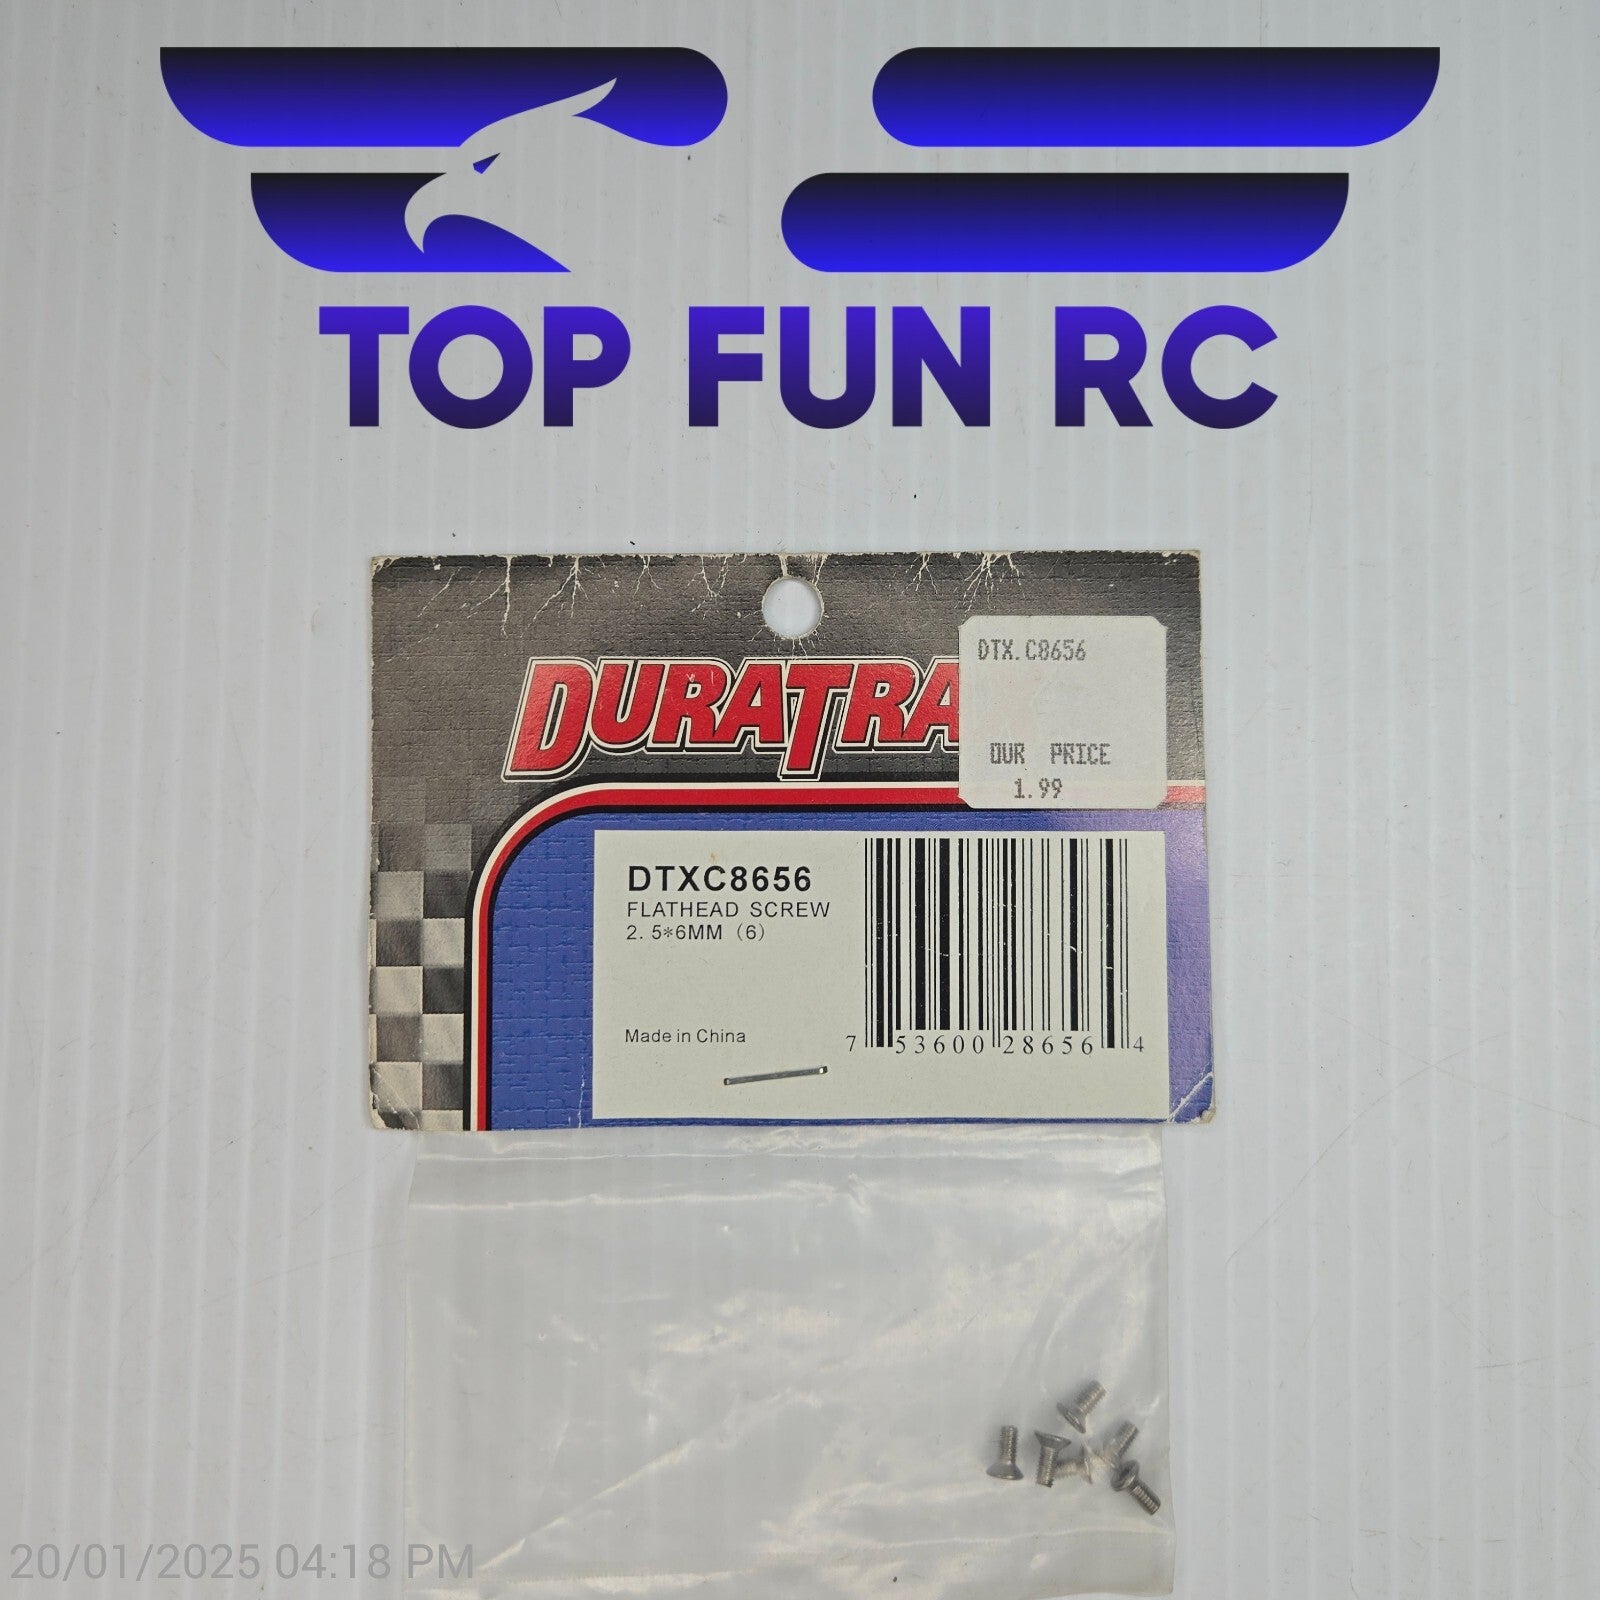 TOP FUN RC
DURATRA
DTX.C8656
OUR PRICE
1.99
DTXC8656
FLATHEAD SCREW
2.5*6MM (6)
Made in China
7 53600 28656 4
20/01/2025 04:18 PM